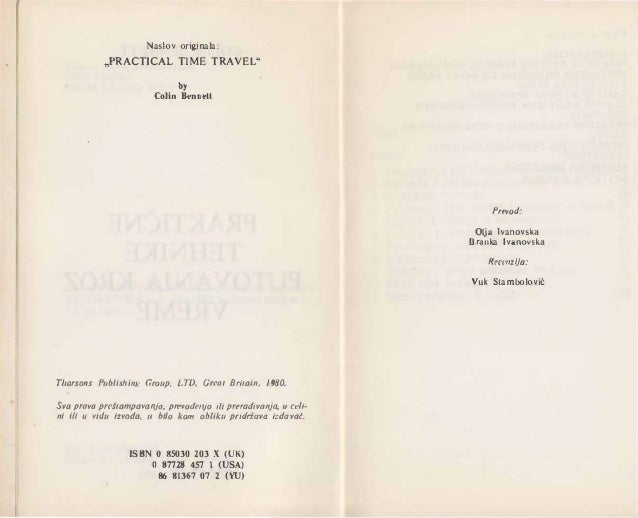 Naslov originala:
„PRACTICAL TIME TRAVEL“
by
Colin Bennett
Thorsons Publishing Group, LTD, Great Britain, 1980.
Sva prava preštampavanja, prevođenja ili prerađivanja, u celi-
ni ili u vidu izvoda, u bilo kom obliku pridržava izdavač.
ISBN 0 85030 203 X (UK)
0 87728 457 1 (USA)
86 81367 07 2 (YU)
Prevod:
Olja Ivanovska
Branka Ivanovska
Recenzija:
Vuk Stambolović